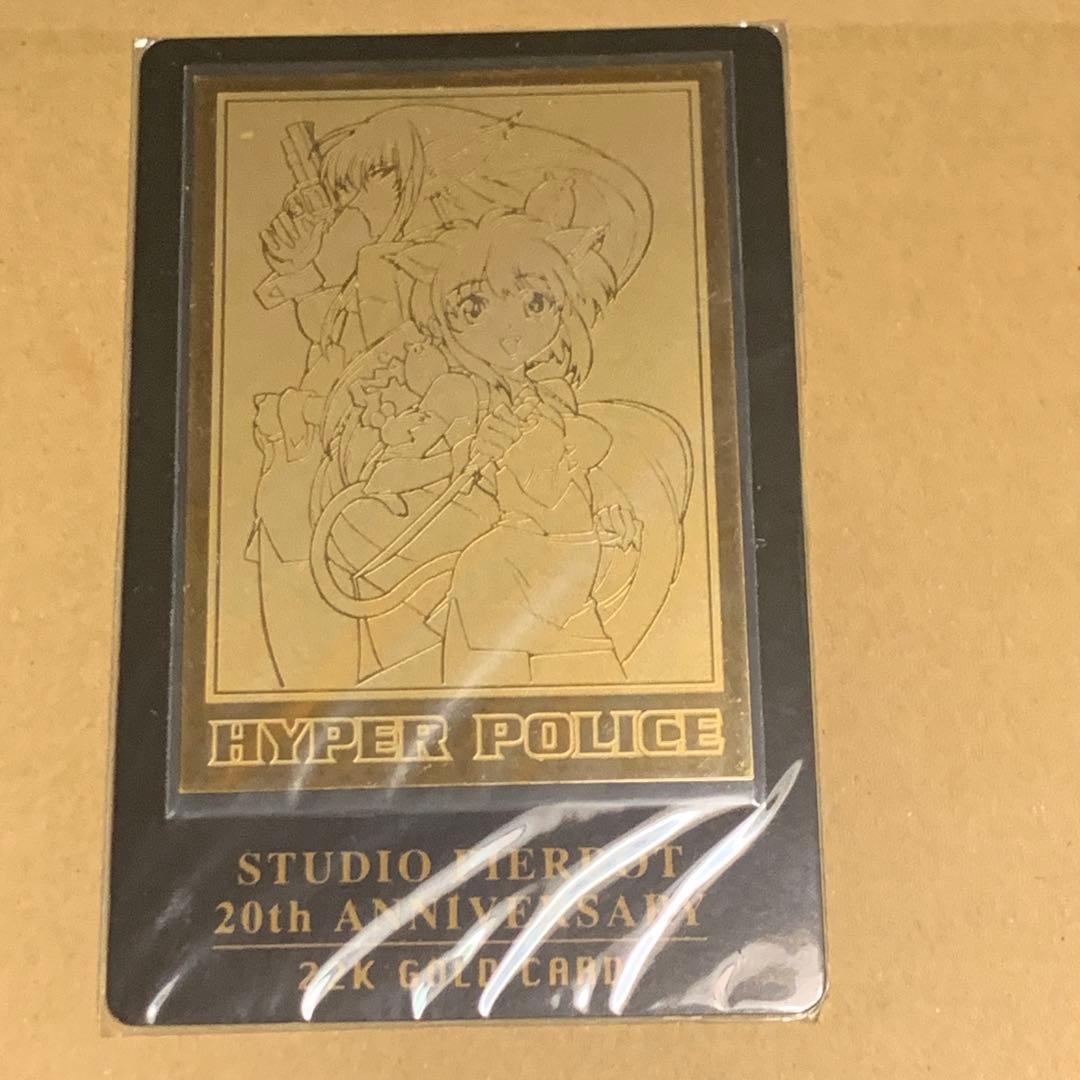 HYPER POLICE
STUDIO PIERROT
20th ANNIVERSARY
22K GOLD CARD